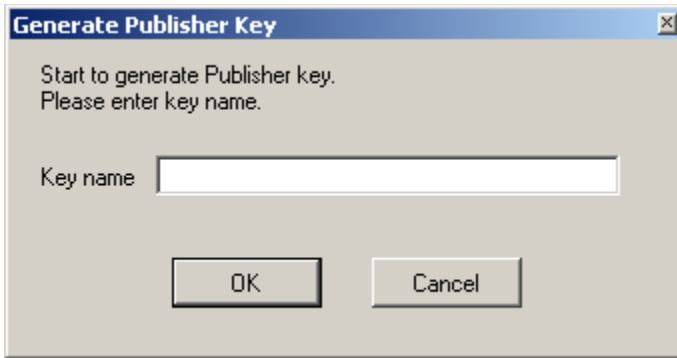 Generate Publisher Key
Start to generate Publisher key.
Please enter key name.
Key name
OK
Cancel